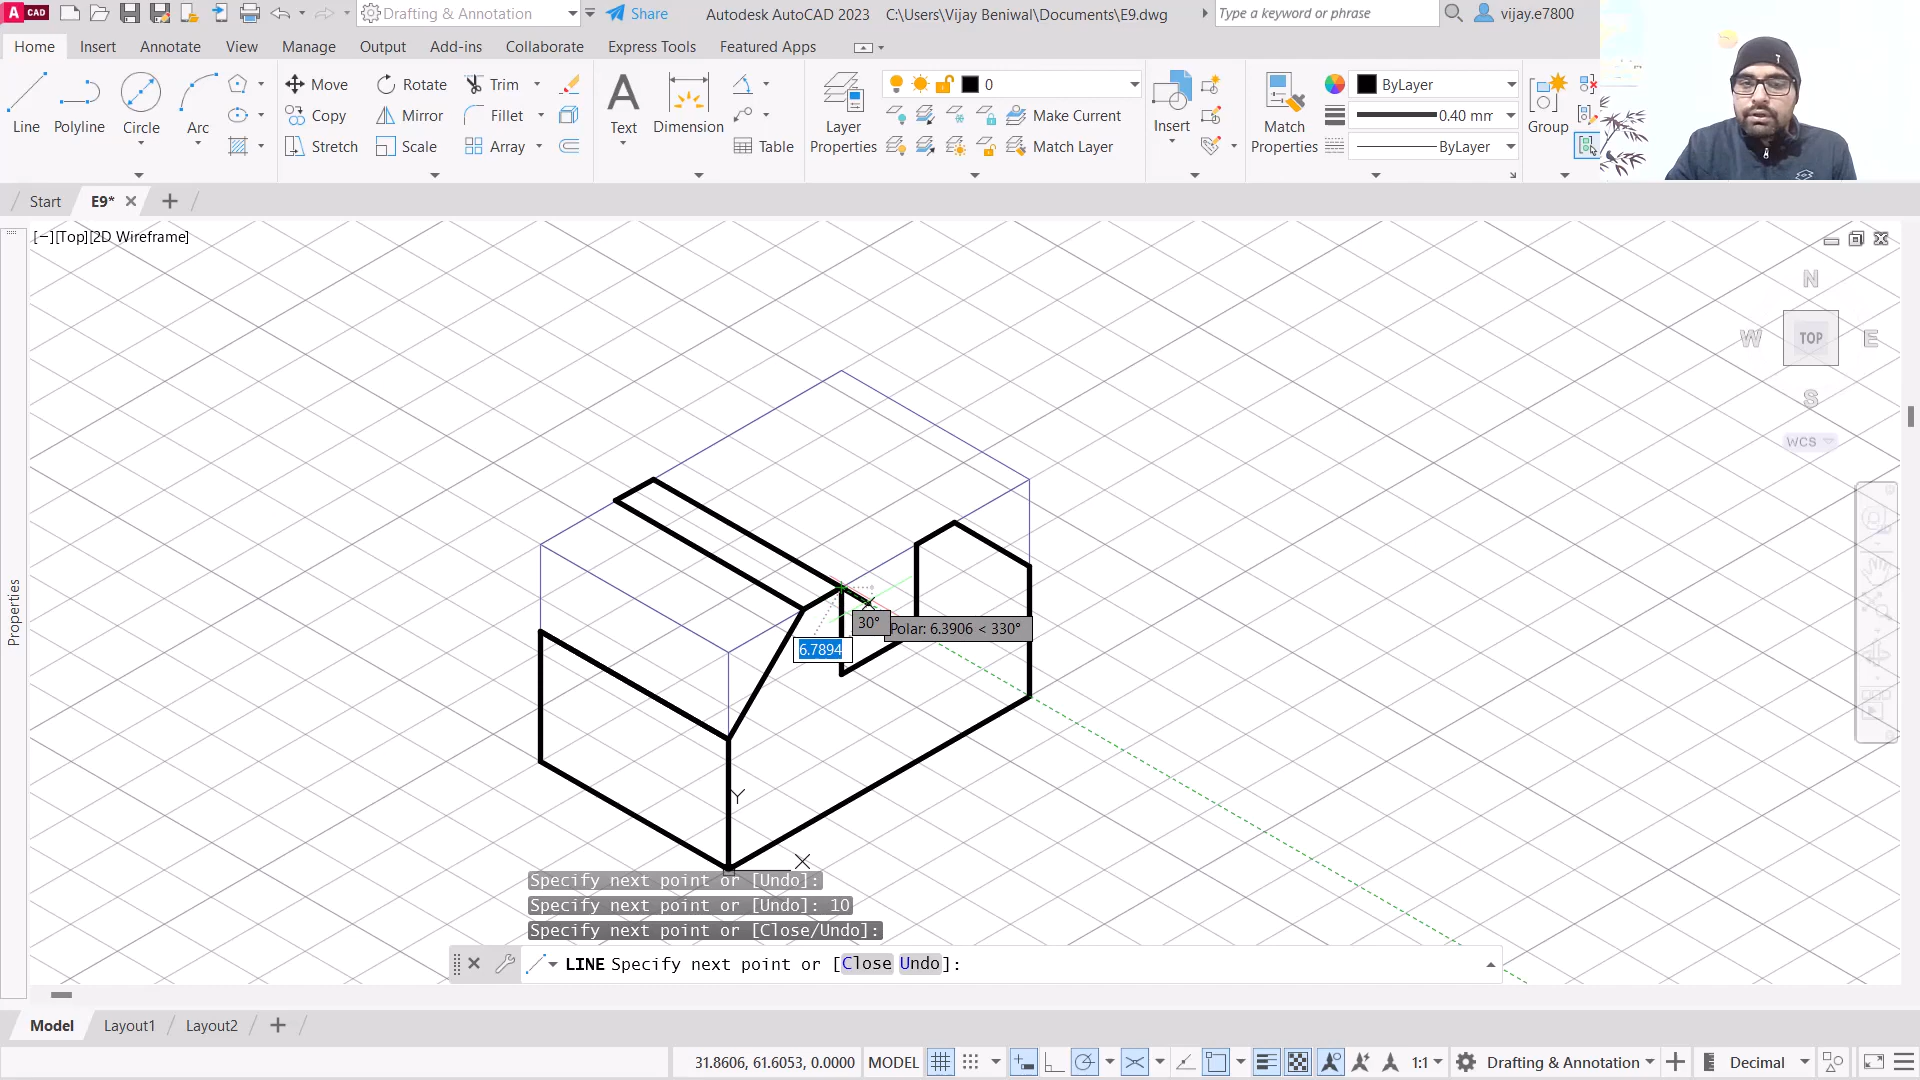 A CAD
Drafting & Annotation
Share
Autodesk AutoCAD 2023
C:\Users\Vijay Beniwal\Documents\E9.dwg
Type a keyword or phrase
vijay.e7800
Home
Insert
Annotate
View
Manage
Output
Add-ins
Collaborate
Express Tools
Featured Apps
Line
Polyline
Circle
Arc
Move
Rotate
Trim
Copy
Mirror
Fillet
Stretch
Scale
Array
Text
Dimension
Table
Layer
Properties
0
Make Current
Match Layer
Insert
Match
Properties
ByLayer
0.40 mm
ByLayer
Group
Start
E9*
[−][Top][2D Wireframe]
N
W
TOP
E
S
WCS
Properties
30°
Polar: 6.3906 < 330°
6.7894
Y
X
Specify next point or [Undo]:
Specify next point or [Undo]: 10
Specify next point or [Close/Undo]:
LINE Specify next point or [Close Undo]:
Model
Layout1
Layout2
31.8606, 61.6053, 0.0000
MODEL
1:1
Drafting & Annotation
Decimal